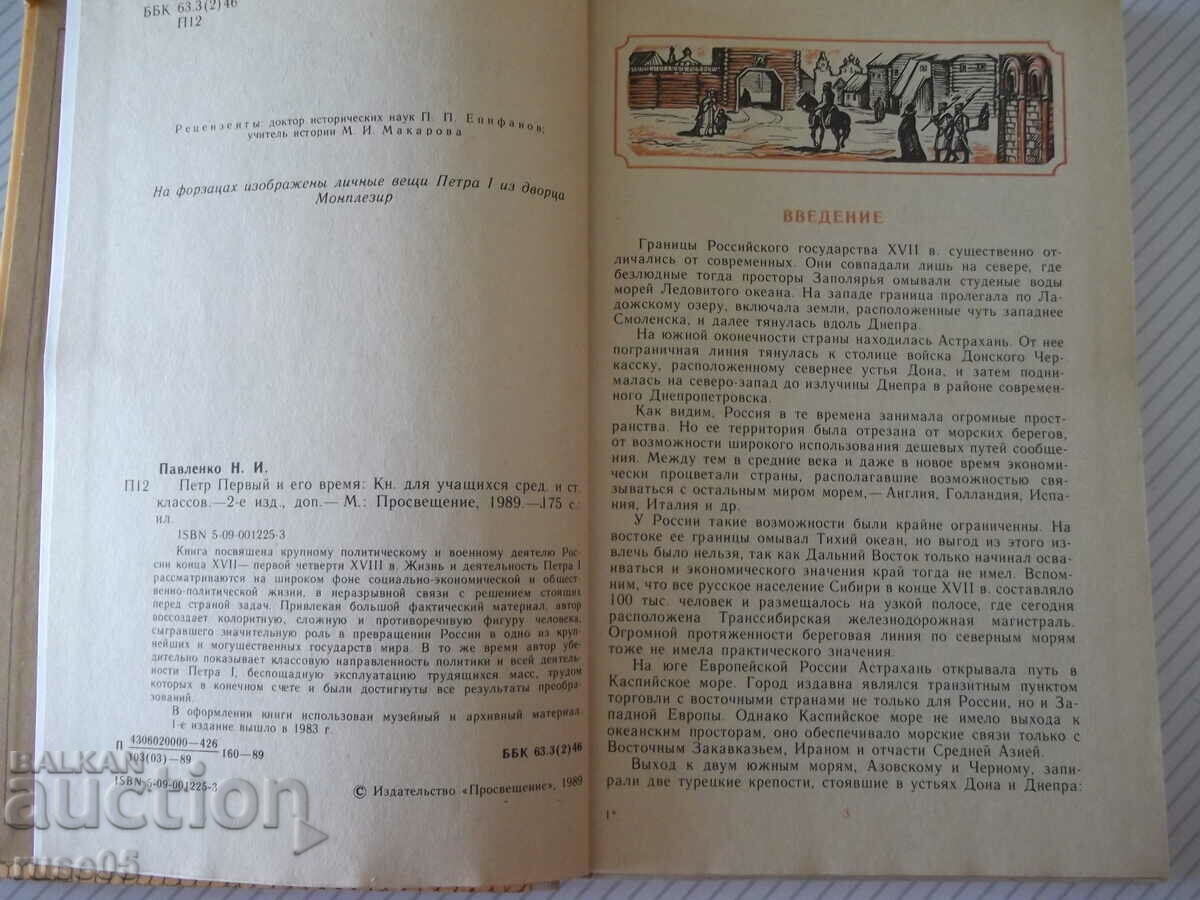 ББК 63.3(2)46
П12
Рецензенты: доктор исторических наук П. П. Епифанов;
учитель истории М. И. Макарова
На форзацах изображены личные вещи Петра I из дворца
Монплезир
Павленко Н. И.
П12 Петр Первый и его время: Кн. для учащихся сред. и ст.
классов.—2-е изд., доп.— М.: Просвещение, 1989.—175 с.:
ил.
ISBN 5-09-001225-3
Книга посвящена крупному политическому и военному деятелю Рос-
сии конца XVII— первой четверти XVIII в. Жизнь и деятельность Петра I
рассматриваются на широком фоне социально-экономической и общест-
венно-политической жизни, в неразрывной связи с решением стоящих
перед страной задач. Привлекая большой фактический материал, автор
воссоздает колоритную, сложную и противоречивую фигуру человека,
сыгравшего значительную роль в превращении России в одно из круп-
нейших и могущественных государств мира. В то же время автор убе-
дительно показывает классовую направленность политики и всей деятель-
ности Петра I, беспощадную эксплуатацию трудящихся масс, трудом
которых в конечном счете и были достигнуты все результаты преобра-
зований.
В оформлении книги использован музейный и архивный материал.
1-е издание вышло в 1983 г.
П 4306020000—426
103(03)—89 160—89
ББК 63.3(2)46
ISBN 5-09-001225-3
© Издательство «Просвещение», 1989
ВВЕДЕНИЕ
Границы Российского государства XVII в. существенно от-
личались от современных. Они совпадали лишь на севере, где
безлюдные тогда просторы Заполярья омывали студеные воды
морей Ледовитого океана. На западе граница пролегала по Ла-
дожскому озеру, включала земли, расположенные чуть западнее
Смоленска, и далее тянулась вдоль Днепра.
На южной оконечности страны находилась Астрахань. От нее
пограничная линия тянулась к столице войска Донского Чер-
касску, расположенному севернее устья Дона, и затем подни-
малась на северо-запад до излучины Днепра в районе современ-
ного Днепропетровска.
Как видим, Россия в те времена занимала огромные прост-
ранства. Но ее территория была отрезана от морских берегов,
от возможности широкого использования дешевых путей сообще-
ния. Между тем в средние века и даже в новое время экономи-
чески процветали страны, располагавшие возможностью
связываться с остальным миром морем,— Англия, Голландия, Испа-
ния, Италия и др.
У России такие возможности были крайне ограниченны. На
востоке ее границы омывал Тихий океан, но выгод из этого из-
влечь было нельзя, так как Дальний Восток только начинал осва-
иваться и экономического значения край тогда не имел. Вспом-
ним, что все русское население Сибири в конце XVII в. составляло
100 тыс. человек и размещалось на узкой полосе, где сегодня
расположена Транссибирская железнодорожная магистраль.
Огромной протяженности береговая линия по северным морям
тоже не имела практического значения.
На юге Европейской России Астрахань открывала путь в
Каспийское море. Город издавна являлся транзитным пунктом
торговли с восточными странами не только для России, но и За-
падной Европы. Однако Каспийское море не имело выхода к
океанским просторам, оно обеспечивало морские связи только с
Восточным Закавказьем, Ираном и отчасти Средней Азией.
Выход к двум южным морям, Азовскому и Черному, запи-
рали две турецкие крепости, стоявшие в устьях Дона и Днепра:
1* 3
BALKAN
auction
ruse05